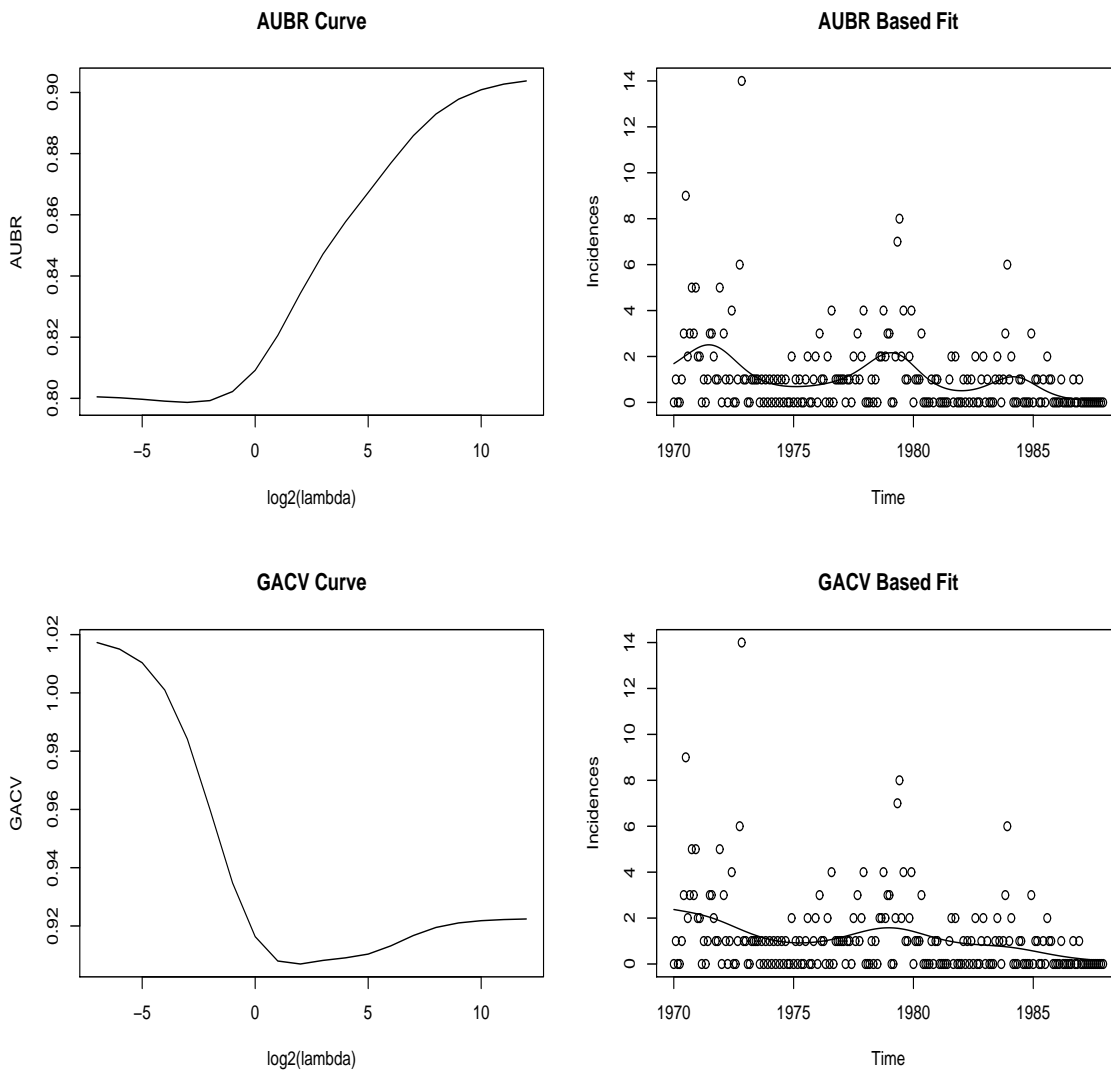 AUBR Curve
AUBR
0.80 0.82 0.84 0.86 0.88 0.90
−5 0 5 10
log2(lambda)
AUBR Based Fit
Incidences
0 2 4 6 8 10 12 14
1970 1975 1980 1985
Time
GACV Curve
GACV
0.92 0.94 0.96 0.98 1.00 1.02
−5 0 5 10
log2(lambda)
GACV Based Fit
Incidences
0 2 4 6 8 10 12 14
1970 1975 1980 1985
Time